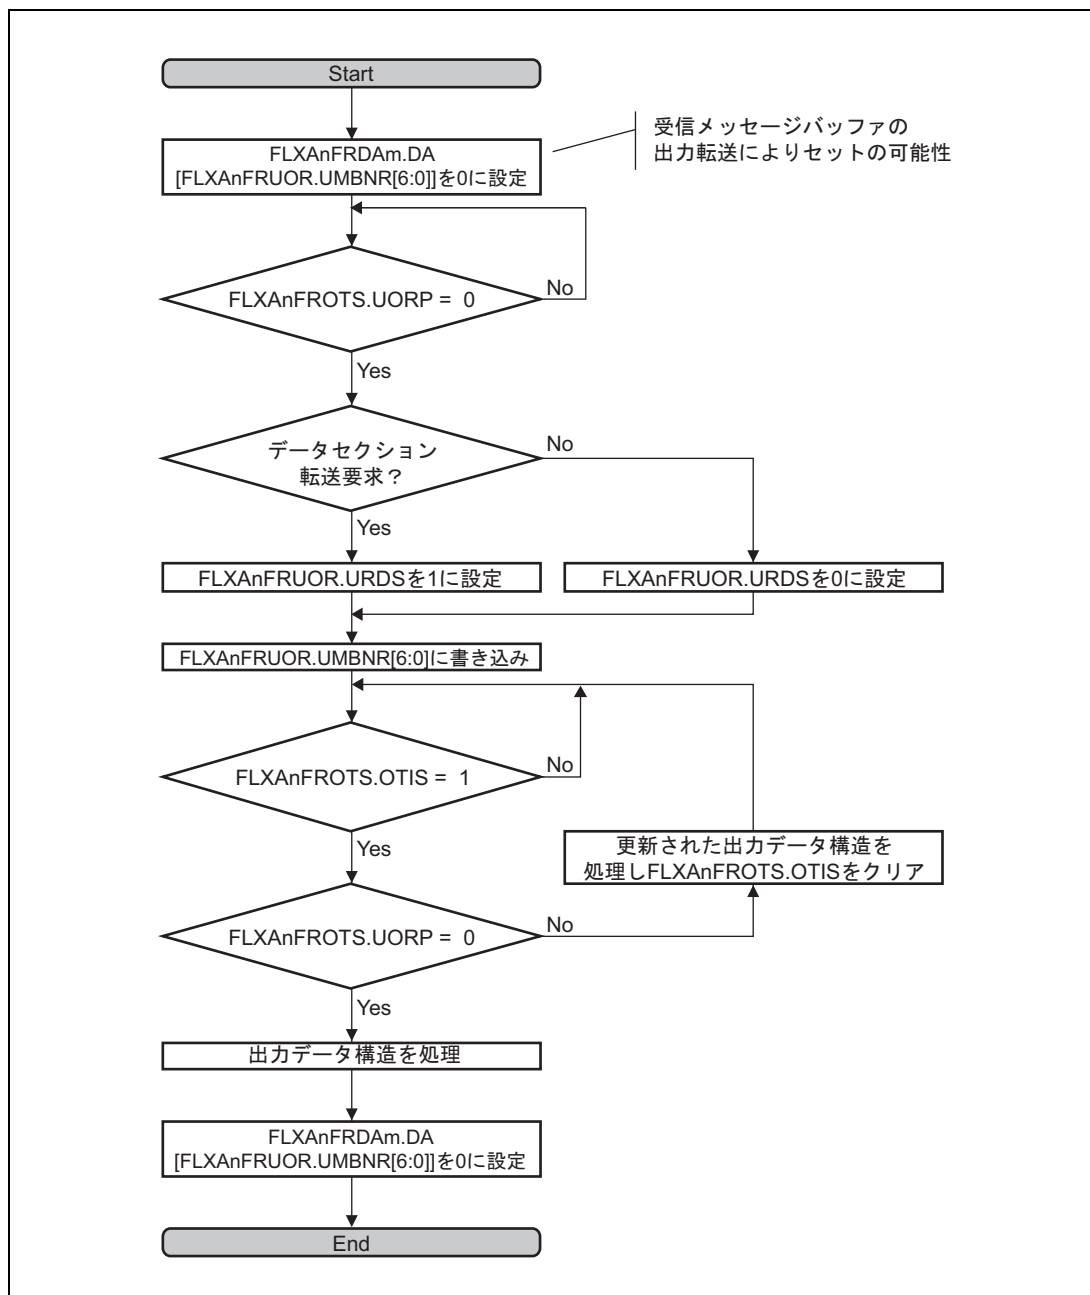 Start
FLXAnFRDAm.DA
[FLXAnFRUOR.UMBNR[6:0]]を0に設定
受信メッセージバッファの
出力転送によりセットの可能性
FLXAnFROTS.UORP = 0
No
Yes
データセクション
転送要求？
No
Yes
FLXAnFRUOR.URDSを1に設定
FLXAnFRUOR.URDSを0に設定
FLXAnFRUOR.UMBNR[6:0]に書き込み
FLXAnFROTS.OTIS = 1
No
Yes
更新された出力データ構造を
処理しFLXAnFROTS.OTISをクリア
FLXAnFROTS.UORP = 0
No
Yes
出力データ構造を処理
FLXAnFRDAm.DA
[FLXAnFRUOR.UMBNR[6:0]]を0に設定
End